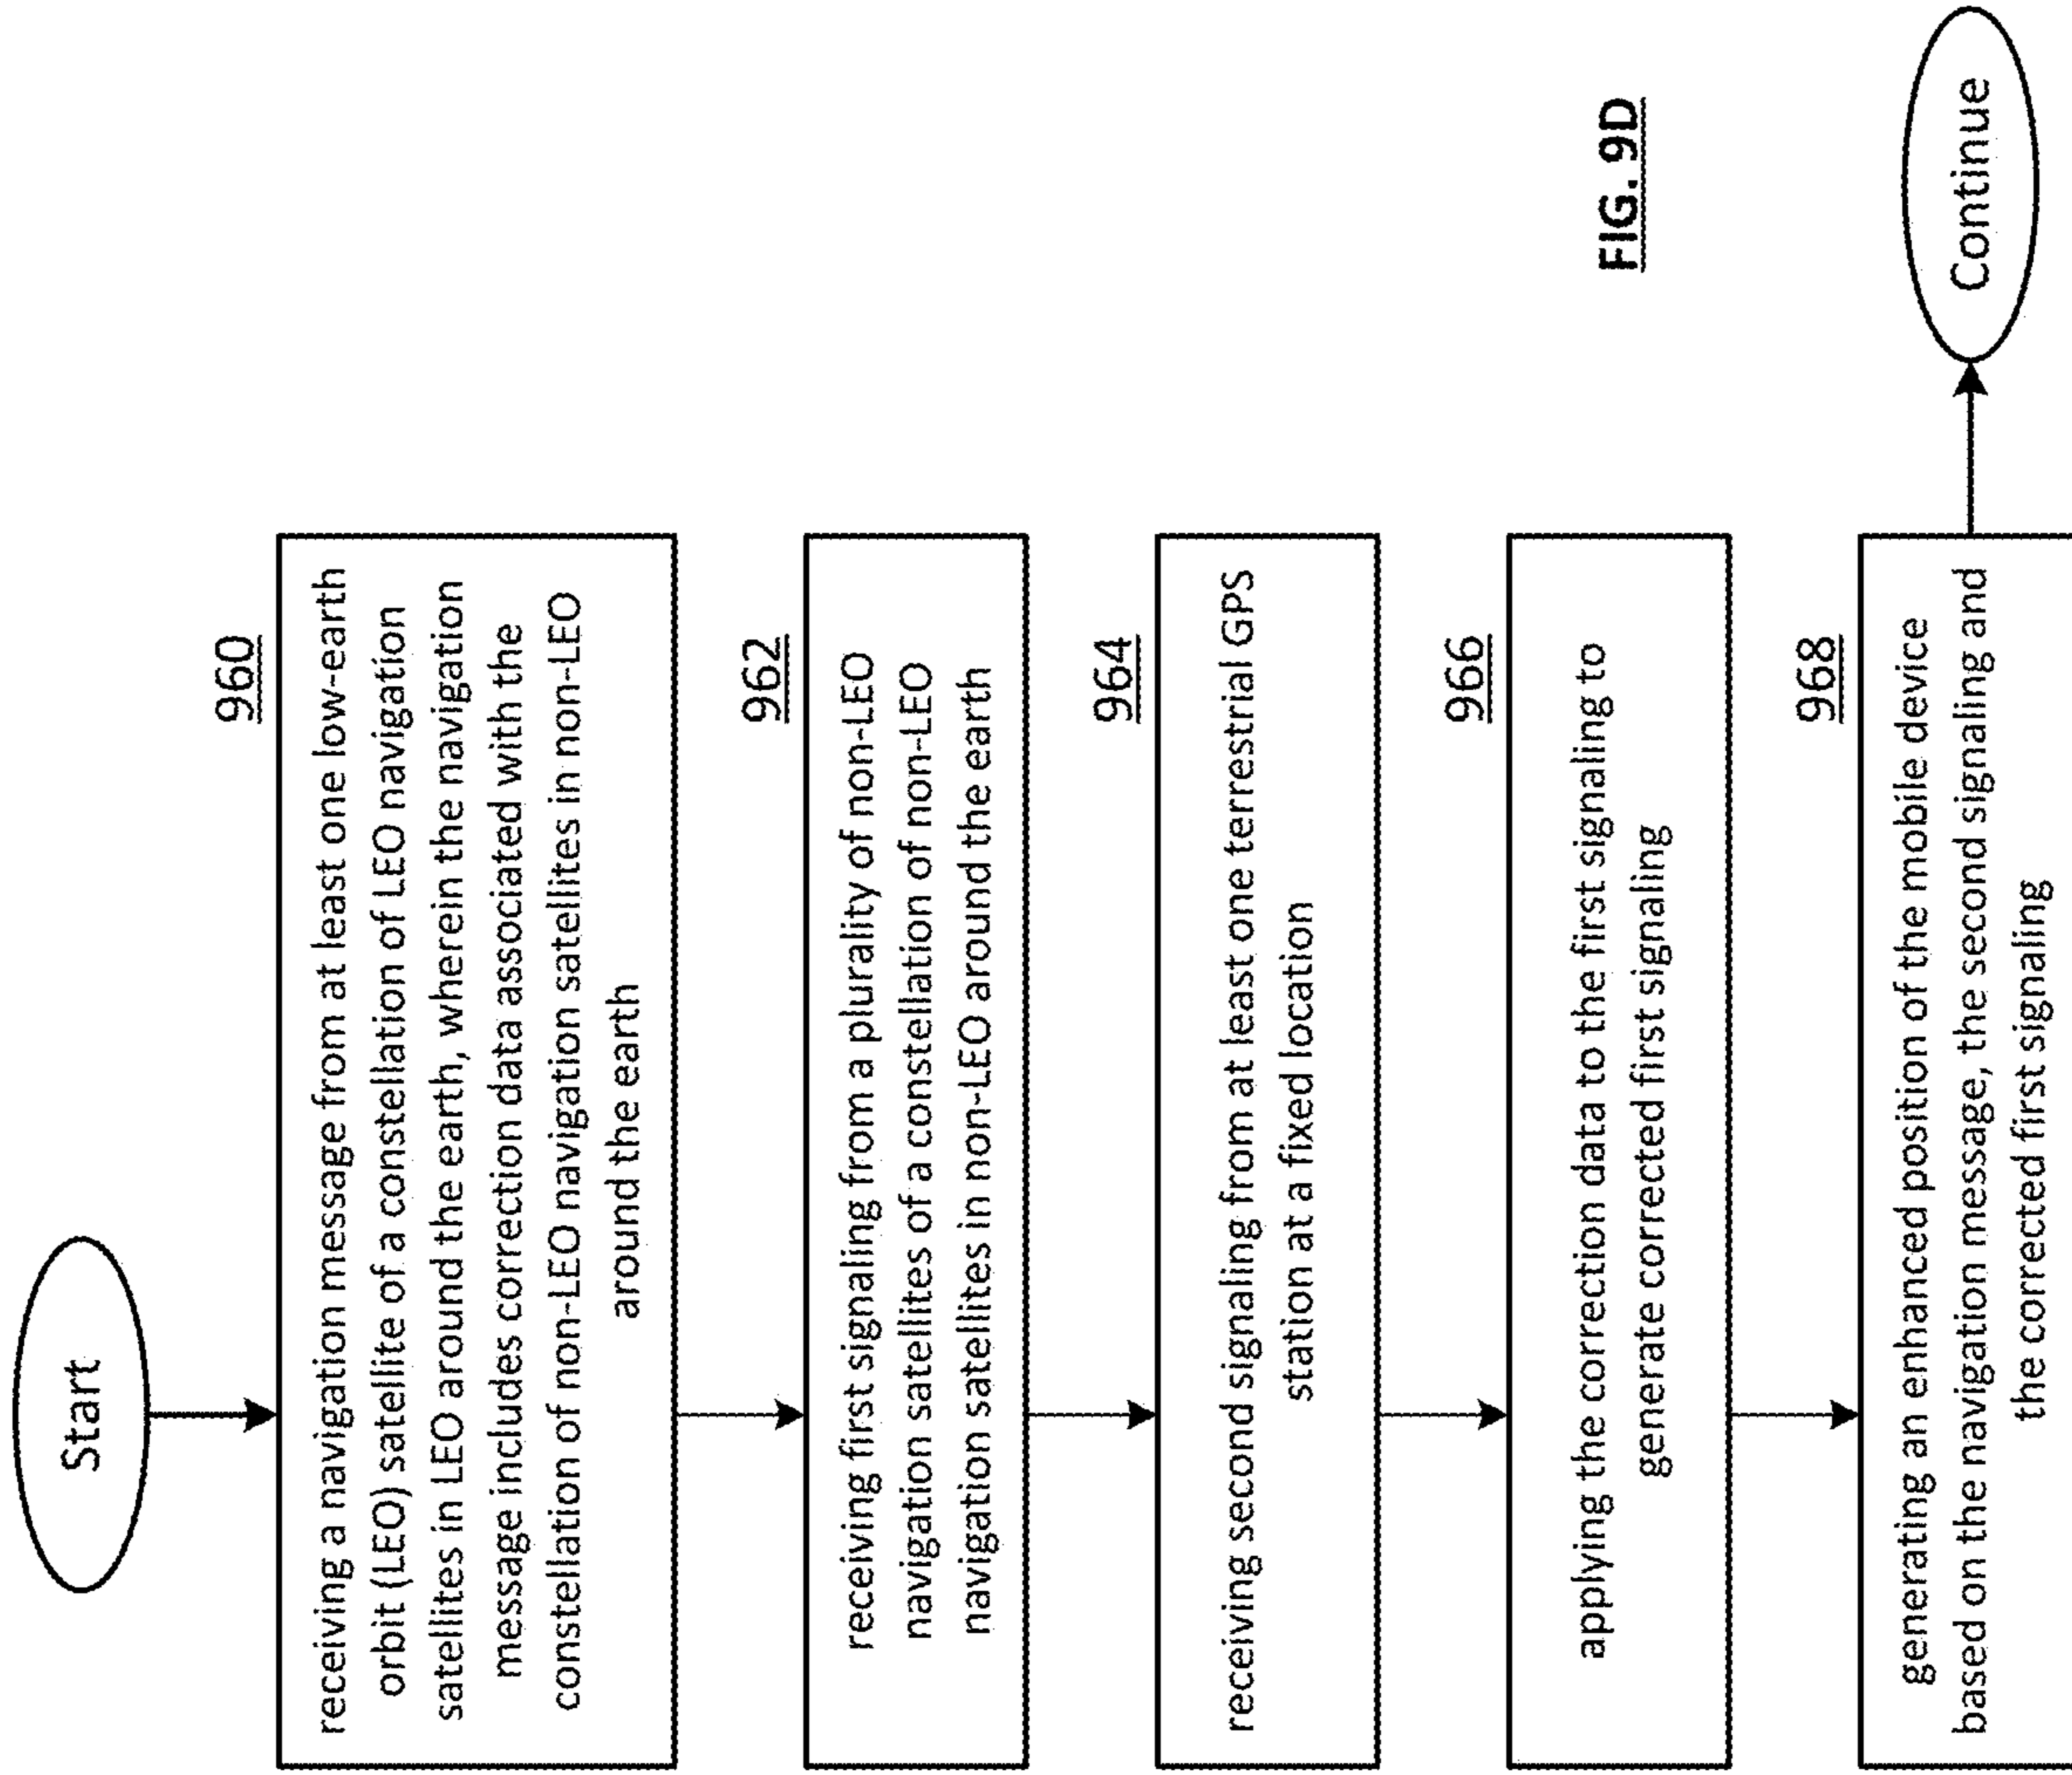 Start
960
receiving a navigation message from at least one low-earth
orbit (LEO) satellite of a constellation of LEO navigation
satellites in LEO around the earth, wherein the navigation
message includes correction data associated with the
constellation of non-LEO navigation satellites in non-LEO
around the earth
962
receiving first signaling from a plurality of non-LEO
navigation satellites of a constellation of non-LEO
navigation satellites in non-LEO around the earth
964
receiving second signaling from at least one terrestrial GPS
station at a fixed location
966
applying the correction data to the first signaling to
generate corrected first signaling
968
generating an enhanced position of the mobile device
based on the navigation message, the second signaling and
the corrected first signaling
Continue
FIG. 9D